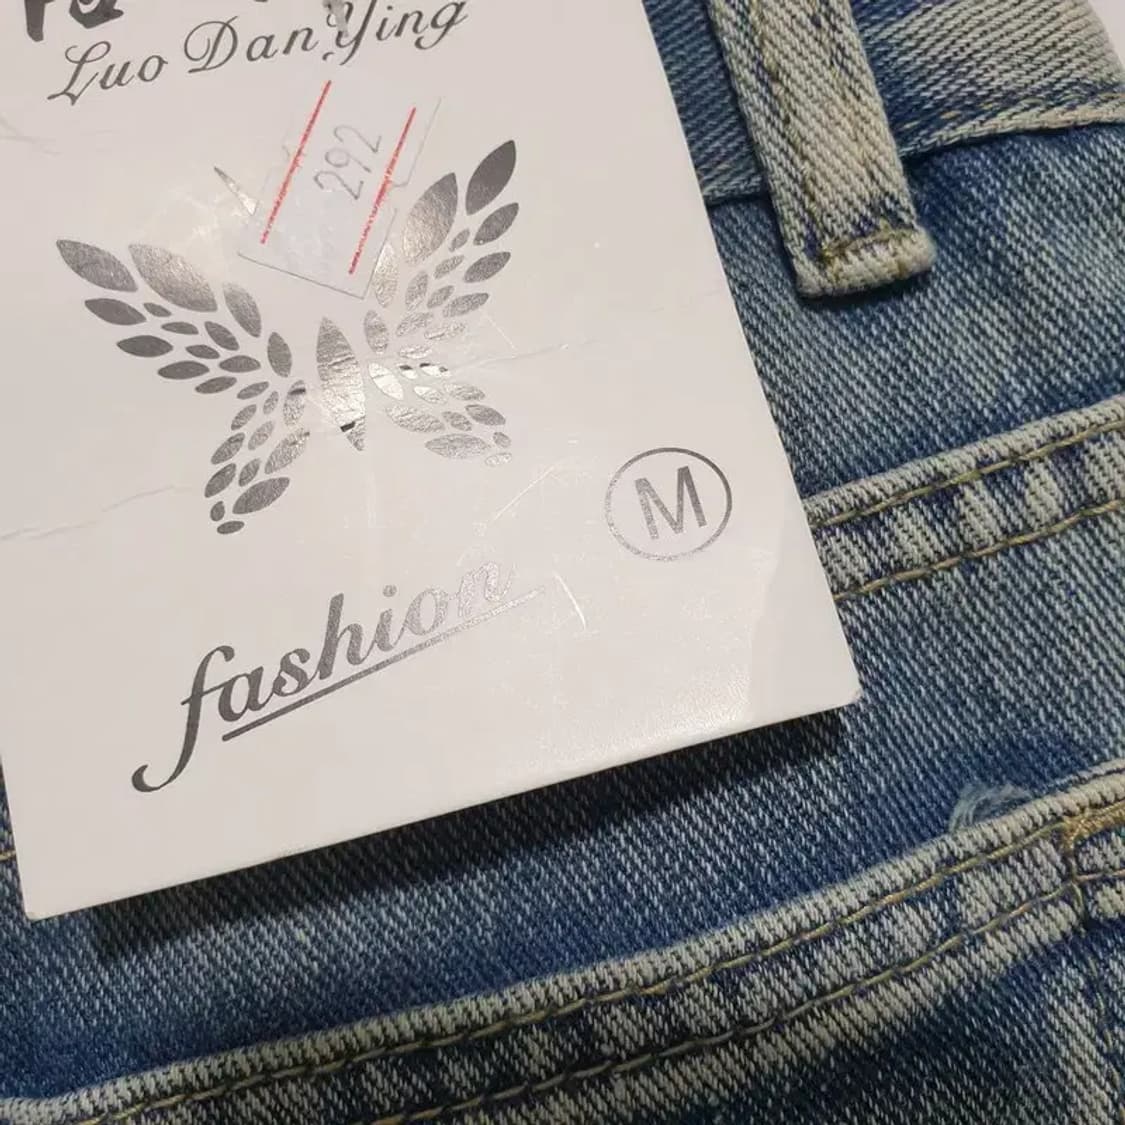 Luo DanYing
292
M
fashion